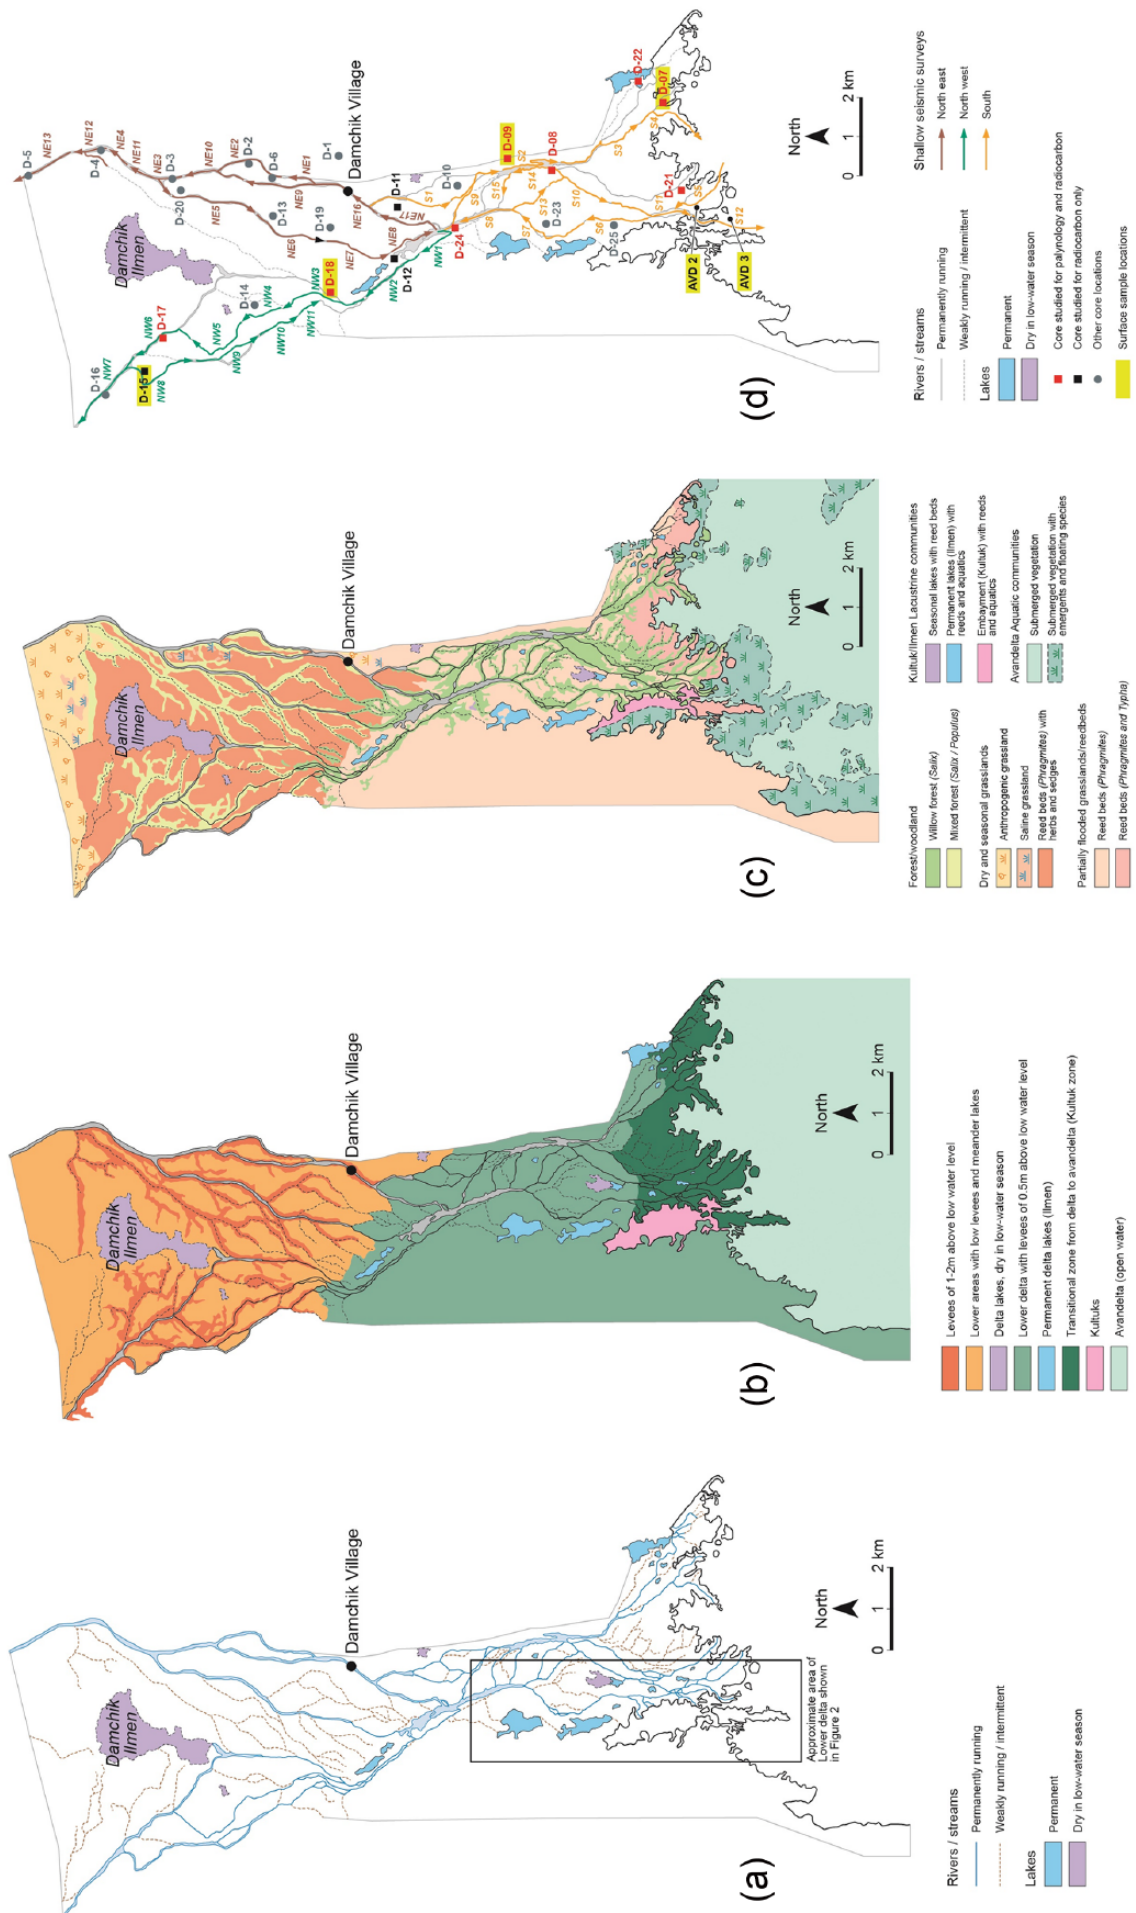 (a)
Damchik
Ilmen
Damchik Village
Approximate area of
Lower delta shown
in Figure 2
North
0
1
2 km
Rivers / streams
Permanently running
Weakly running / intermittent
Lakes
Permanent
Dry in low-water season
(b)
Damchik
Ilmen
Damchik Village
North
0
1
2 km
Levees of 1-2m above low water level
Lower areas with low levees and meander lakes
Delta lakes, dry in low-water season
Lower delta with levees of 0.5m above low water level
Permanent delta lakes (Ilmen)
Transitional zone from delta to avandelta (Kultuk zone)
Kultuks
Avandelta (open water)
(c)
Damchik
Ilmen
Damchik Village
North
0
1
2 km
Forest/woodland
Willow forest (Salix)
Mixed forest (Salix / Populus)
Dry and seasonal grasslands
Anthropogenic grassland
Saline grassland
Reed beds (Phragmites) with
herbs and sedges
Partially flooded grasslands/reedbeds
Reed beds (Phragmites)
Reed beds (Phragmites and Typha)
Kultuk/Ilmen Lacustrine communities
Seasonal lakes with reed beds
Permanent lakes (Ilmen) with
reeds and aquatics
Embayment (Kultuk) with reeds
and aquatics
Avandelta Aquatic communities
Submerged vegetation
Submerged vegetation with
emergents and floating species
(d)
D-5
NE13
NE12
NE4
D-4
NE11
NE3
D-3
NE10
D-20
NE2
D-2
D-6
NE5
NE1
D-1
NE9
D-13
D-19
NE6
NE7
NE16
Damchik Village
Damchik
Ilmen
D-16
NW7
NW6
D-17
D-15
NW8
NW5
D-14
NW4
NW9
NW10
NW3
D-18
NW11
NW2
D-12
NE8
NE17
D-11
S1
D-10
NW1
D-24
S9
D-09
S2
S15
S8
S14
D-08
S7
S13
D-23
S10
S6
D-25
S3
D-22
D-07
S4
S11
D-21
S5
S12
AVD 2
AVD 3
North
0
1
2 km
Rivers / streams
Permanently running
Weakly running / intermittent
Lakes
Permanent
Dry in low-water season
Core studied for palynology and radiocarbon
Core studied for radiocarbon only
Other core locations
Surface sample locations
Shallow seismic surveys
North east
North west
South